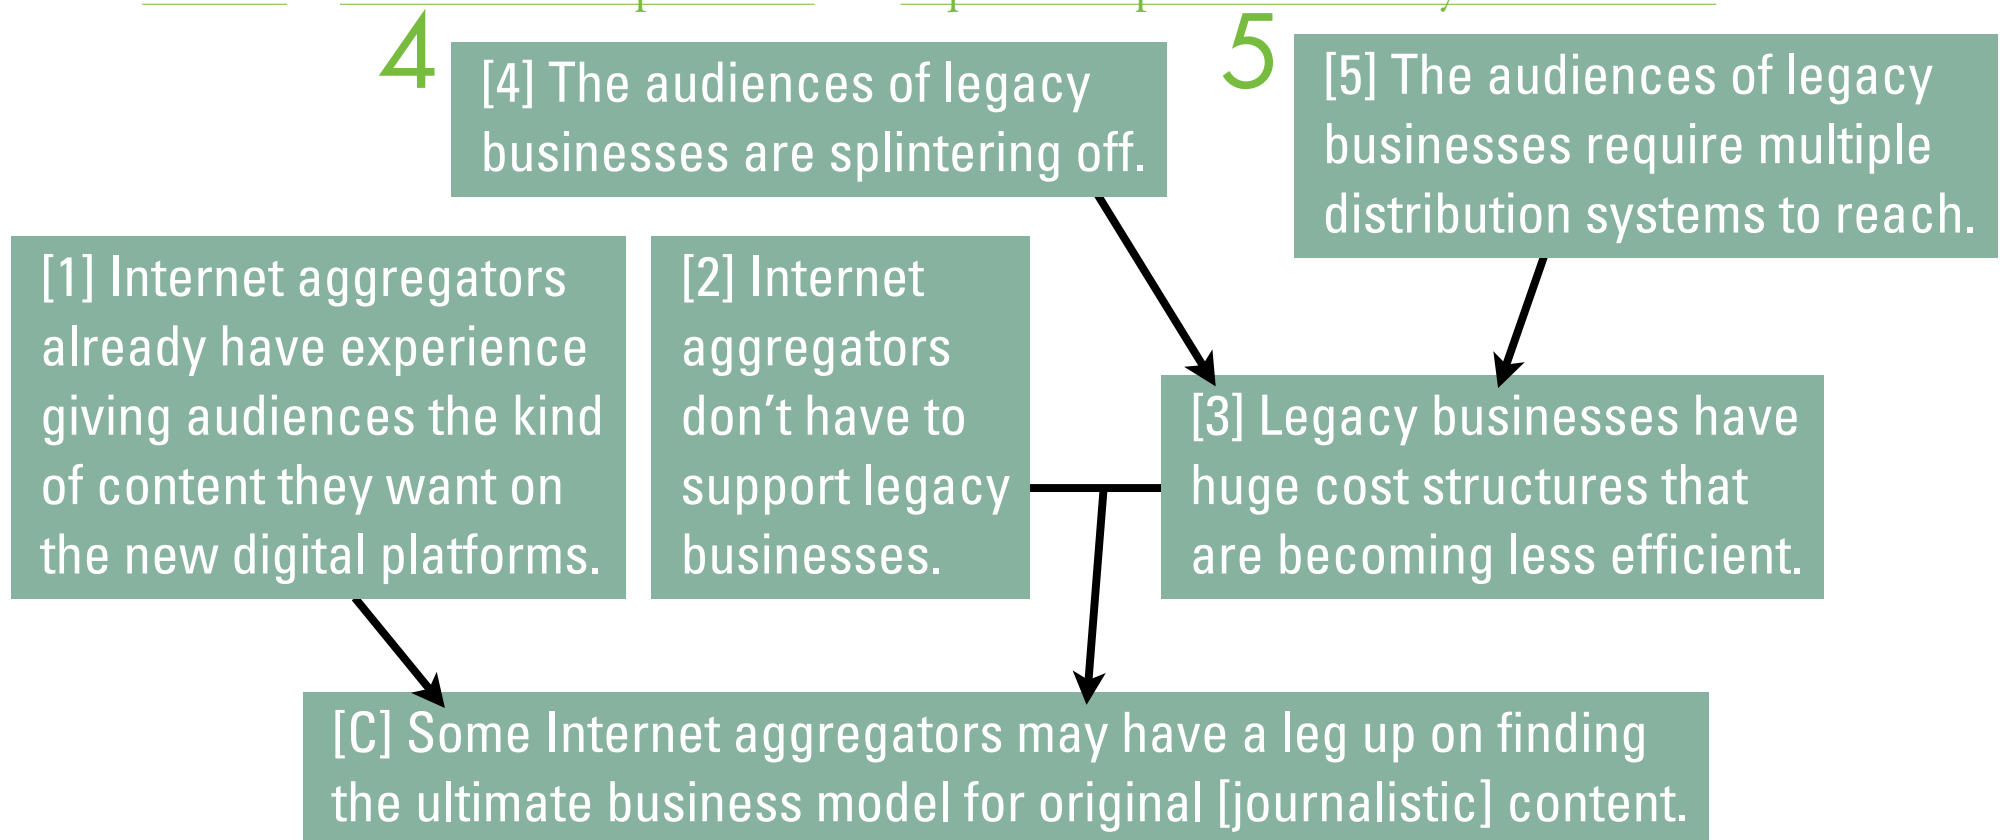 4
[4] The audiences of legacy
businesses are splintering off.
5
[5] The audiences of legacy
businesses require multiple
distribution systems to reach.
[1] Internet aggregators
already have experience
giving audiences the kind
of content they want on
the new digital platforms.
[2] Internet
aggregators
don’t have to
support legacy
businesses.
[3] Legacy businesses have
huge cost structures that
are becoming less efficient.
[C] Some Internet aggregators may have a leg up on finding
the ultimate business model for original [journalistic] content.